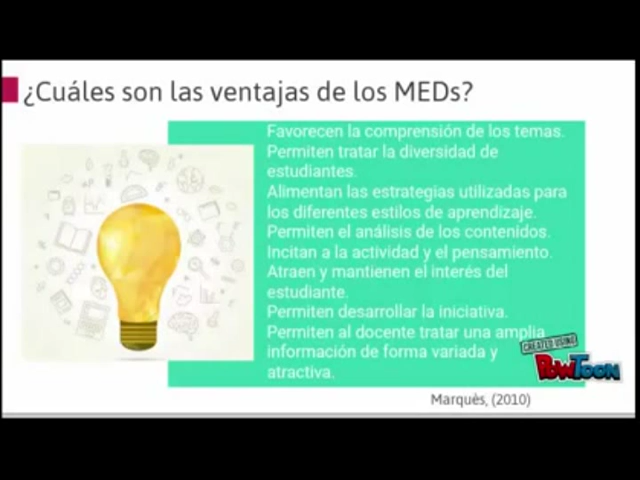 ¿Cuáles son las ventajas de los MEDs?
Favorecen la comprensión de los temas.
Permiten tratar la diversidad de
estudiantes.
Alimentan las estrategias utilizadas para
los diferentes estilos de aprendizaje.
Permiten el análisis de los contenidos.
Incitan a la actividad y el pensamiento.
Atraen y mantienen el interés del
estudiante.
Permiten desarrollar la iniciativa.
Permiten al docente tratar una amplia
información de forma variada y
atractiva.
CREATED USING
POWTOON
Marquès, (2010)